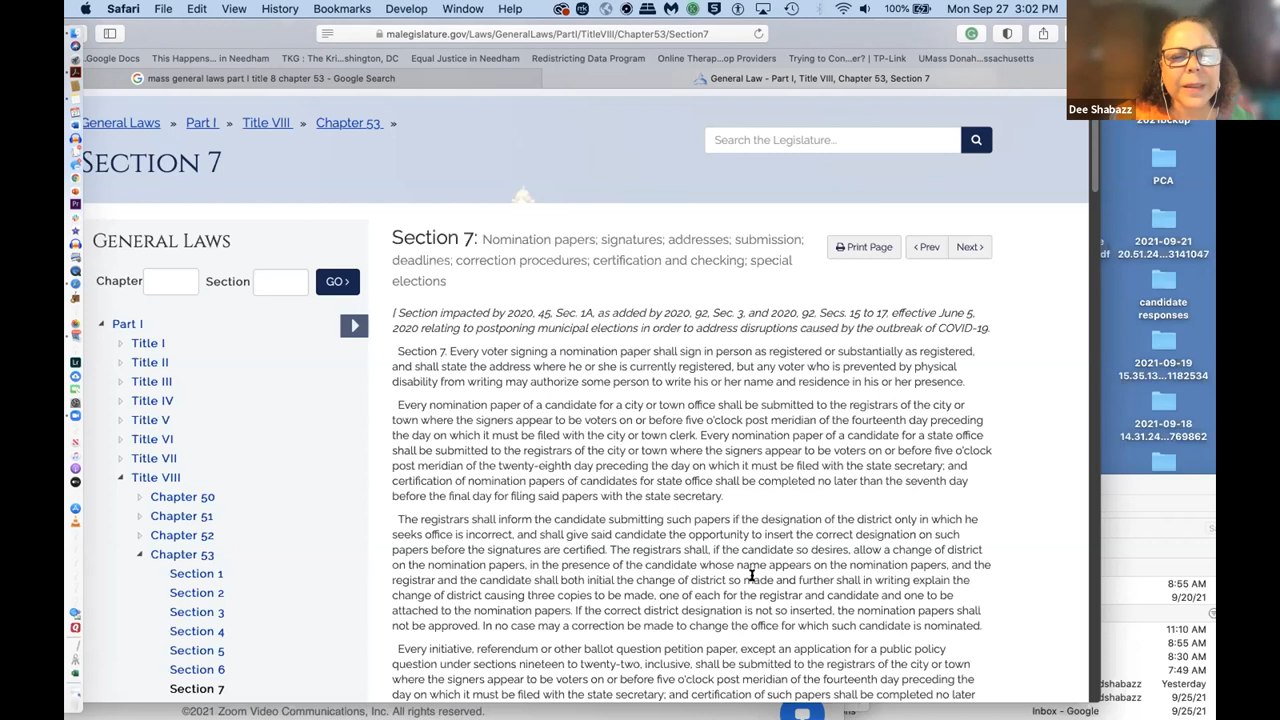 Safari File Edit View History Bookmarks Develop Window Help 100% Mon Sep 27 3:02 PM
malegislature.gov/Laws/GeneralLaws/PartI/TitleVIII/Chapter53/Section7
.Google Docs This Happens... in Needham TKG : The Kri...hington, DC Equal Justice in Needham Redistricting Data Program Online Therap...op Providers Trying to Con...er? | TP-Link UMass Donah...ssachusetts
mass general laws part i title 8 chapter 53 - Google Search
General Law - Part I, Title VIII, Chapter 53, Section 7
Dee Shabazz
General Laws » Part I » Title VIII » Chapter 53 »
Search the Legislature...
SECTION 7
GENERAL LAWS
Chapter Section GO ›
Part I
Title I
Title II
Title III
Title IV
Title V
Title VI
Title VII
Title VIII
Chapter 50
Chapter 51
Chapter 52
Chapter 53
Section 1
Section 2
Section 3
Section 4
Section 5
Section 6
Section 7
Section 7: Nomination papers; signatures; addresses; submission;
deadlines; correction procedures; certification and checking; special
elections
Print Page ‹ Prev Next ›
[ Section impacted by 2020, 45, Sec. 1A, as added by 2020, 92, Sec. 3, and 2020, 92, Secs. 15 to 17, effective June 5,
2020 relating to postponing municipal elections in order to address disruptions caused by the outbreak of COVID-19.
Section 7. Every voter signing a nomination paper shall sign in person as registered or substantially as registered,
and shall state the address where he or she is currently registered, but any voter who is prevented by physical
disability from writing may authorize some person to write his or her name and residence in his or her presence.
Every nomination paper of a candidate for a city or town office shall be submitted to the registrars of the city or
town where the signers appear to be voters on or before five o'clock post meridian of the fourteenth day preceding
the day on which it must be filed with the city or town clerk. Every nomination paper of a candidate for a state office
shall be submitted to the registrars of the city or town where the signers appear to be voters on or before five o'clock
post meridian of the twenty-eighth day preceding the day on which it must be filed with the state secretary; and
certification of nomination papers of candidates for state office shall be completed no later than the seventh day
before the final day for filing said papers with the state secretary.
The registrars shall inform the candidate submitting such papers if the designation of the district only in which he
seeks office is incorrect, and shall give said candidate the opportunity to insert the correct designation on such
papers before the signatures are certified. The registrars shall, if the candidate so desires, allow a change of district
on the nomination papers, in the presence of the candidate whose name appears on the nomination papers, and the
registrar and the candidate shall both initial the change of district so made and further shall in writing explain the
change of district causing three copies to be made, one of each for the registrar and candidate and one to be
attached to the nomination papers. If the correct district designation is not so inserted, the nomination papers shall
not be approved. In no case may a correction be made to change the office for which such candidate is nominated.
Every initiative, referendum or other ballot question petition paper, except an application for a public policy
question under sections nineteen to twenty-two, inclusive, shall be submitted to the registrars of the city or town
where the signers appear to be voters on or before five o'clock post meridian of the fourteenth day preceding the
day on which it must be filed with the state secretary; and certification of such papers shall be completed no later
PCA
2021-09-21
20.51.24...3141047
candidate
responses
2021-09-19
15.35.13...1182534
2021-09-18
14.31.24...769862
8:55 AM
9/20/21
11:10 AM
8:55 AM
8:30 AM
7:49 AM
dshabazz Yesterday
shabazz 9/25/21
Inbox - Google 9/25/21
©2021 Zoom Video Communications, Inc. All rights reserved.